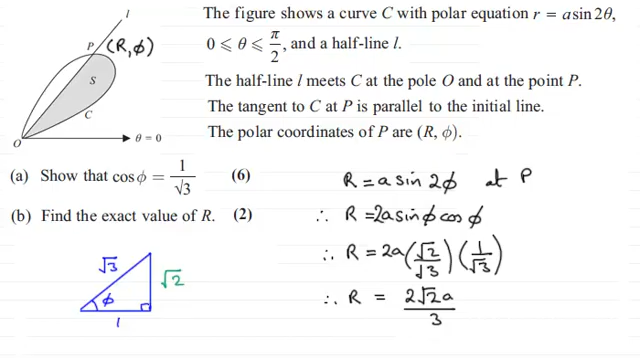 l
P (R, ϕ)
S
C
O
θ = 0
The figure shows a curve C with polar equation r = a sin 2θ,
0 ⩽ θ ⩽ π/2, and a half-line l.
The half-line l meets C at the pole O and at the point P.
The tangent to C at P is parallel to the initial line.
The polar coordinates of P are (R, ϕ).
(a) Show that cos ϕ = 1/√3 (6)
(b) Find the exact value of R. (2)
√3
√2
ϕ
1
R = a sin 2ϕ at P
∴ R = 2a sin ϕ cos ϕ
∴ R = 2a (√2/√3) (1/√3)
∴ R = 2√2a/3